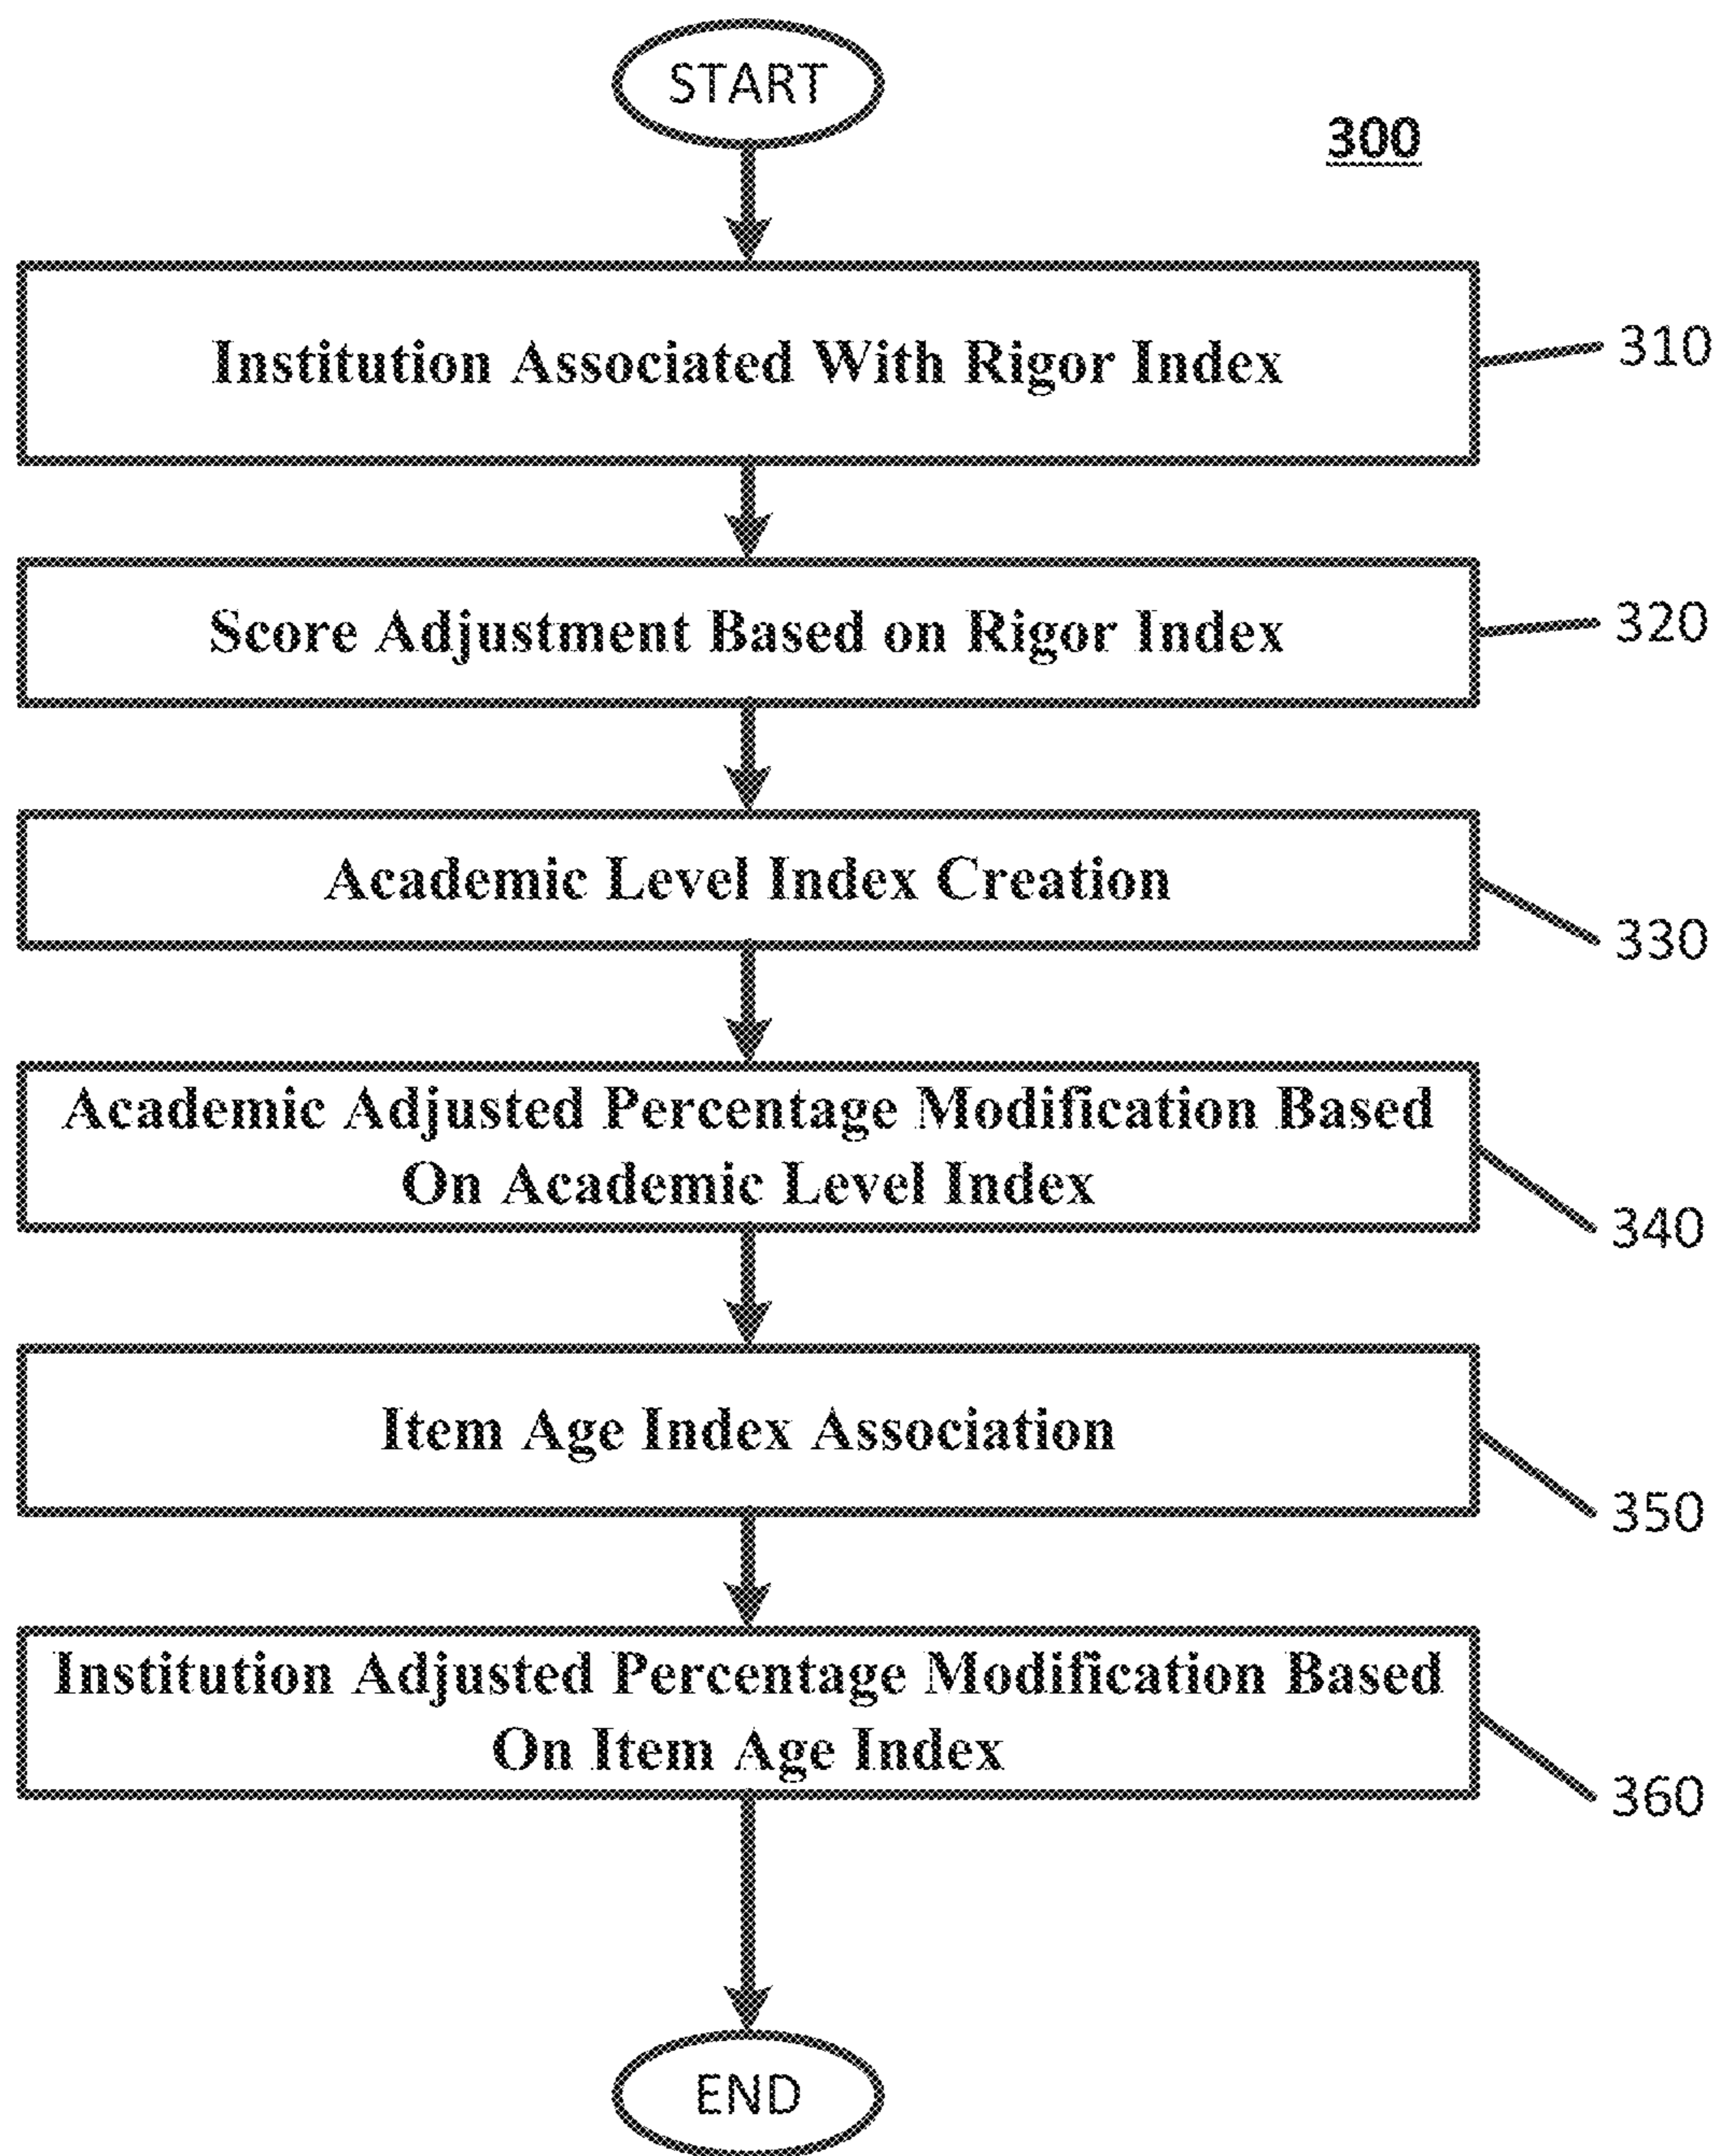 START
300
Institution Associated With Rigor Index
310
Score Adjustment Based on Rigor Index
320
Academic Level Index Creation
330
Academic Adjusted Percentage Modification Based
On Academic Level Index
340
Item Age Index Association
350
Institution Adjusted Percentage Modification Based
On Item Age Index
360
END